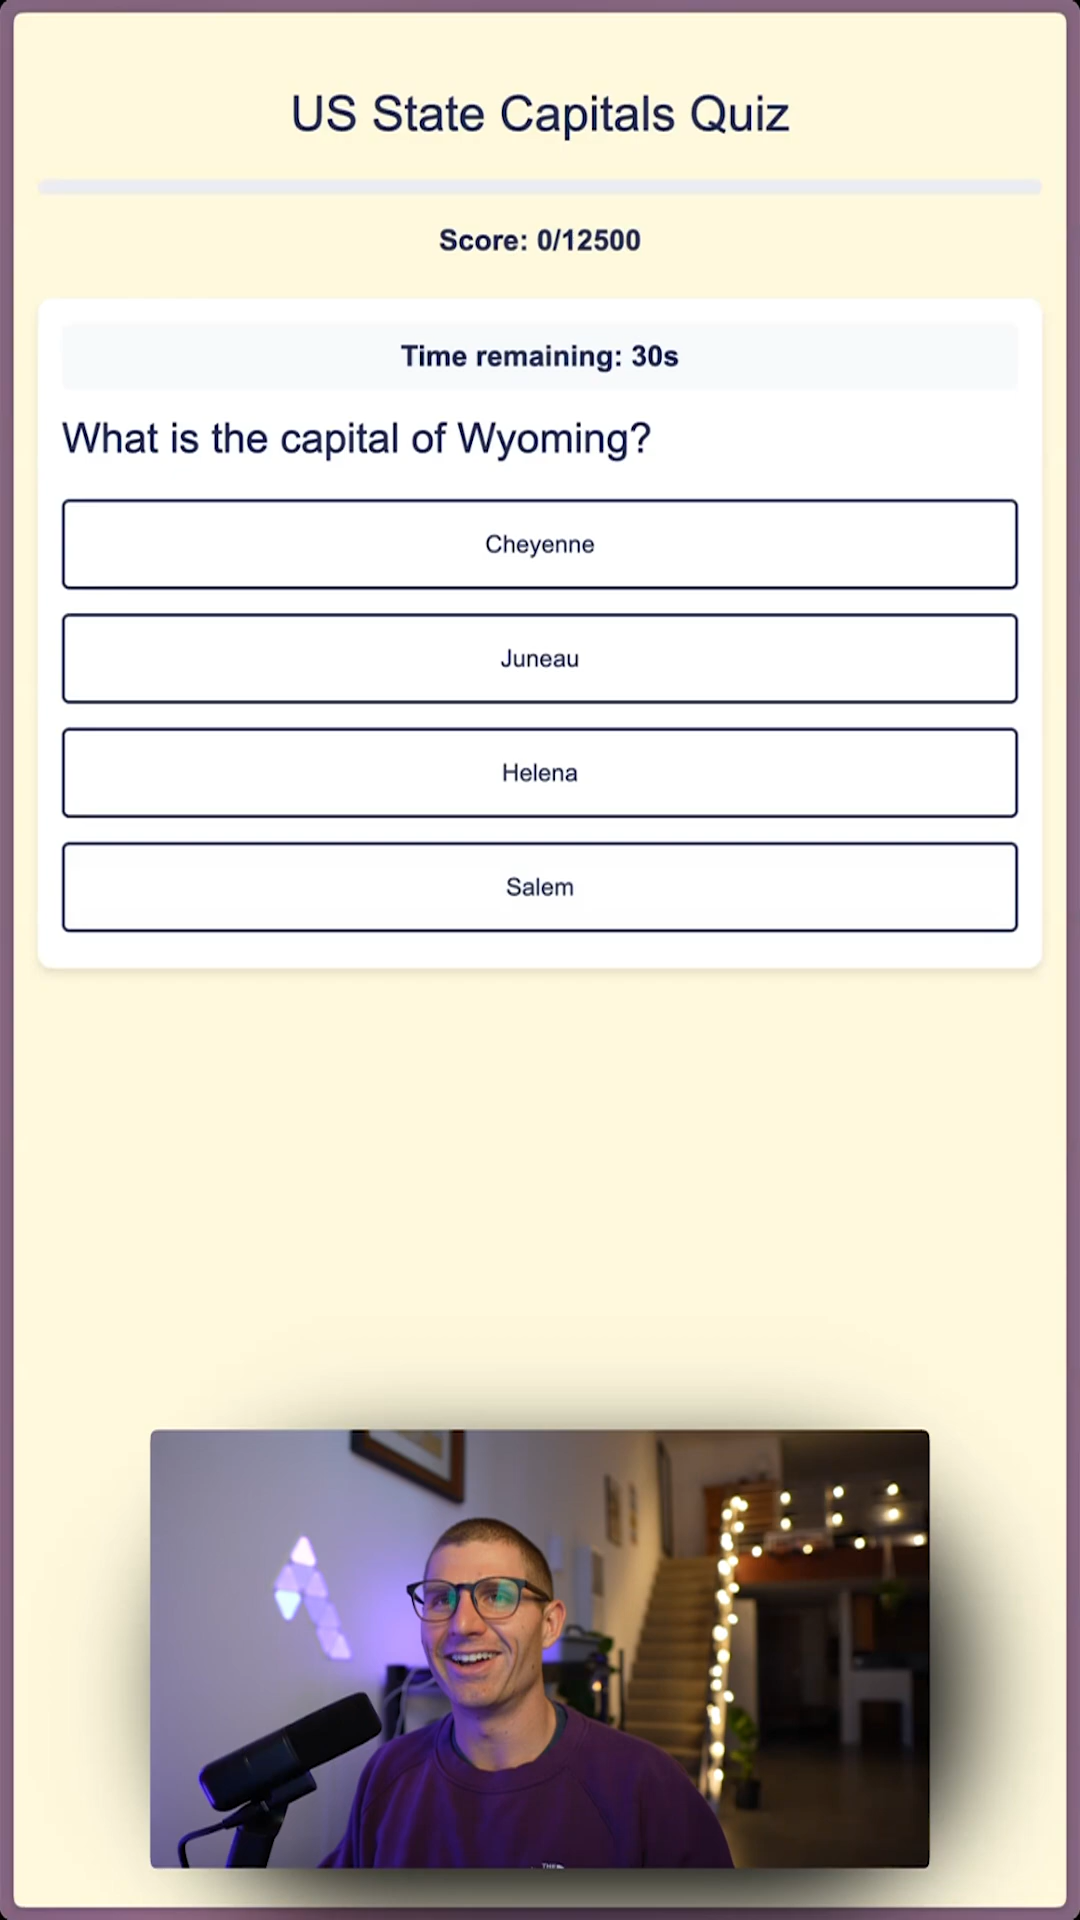 US State Capitals Quiz
Score: 0/12500
Time remaining: 30s
What is the capital of Wyoming?
Cheyenne
Juneau
Helena
Salem
THE